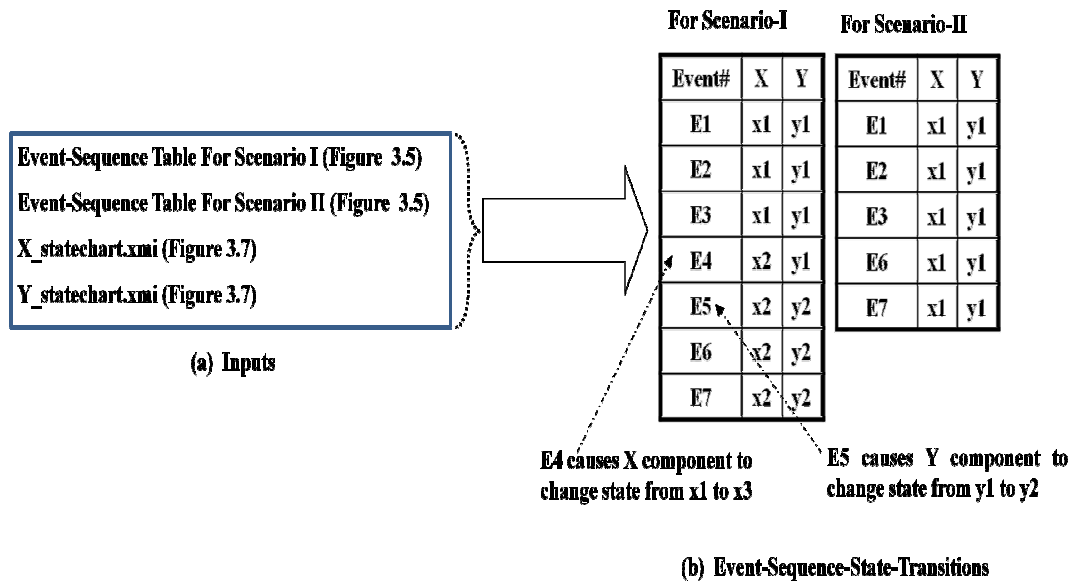 For Scenario-I
Event# X Y
E1 x1 y1
E2 x1 y1
E3 x1 y1
E4 x2 y1
E5 x2 y2
E6 x2 y2
E7 x2 y2
For Scenario-II
Event# X Y
E1 x1 y1
E2 x1 y1
E3 x1 y1
E6 x1 y1
E7 x1 y1
Event-Sequence Table For Scenario I (Figure 3.5)
Event-Sequence Table For Scenario II (Figure 3.5)
X_statechart.xmi (Figure 3.7)
Y_statechart.xmi (Figure 3.7)
(a) Inputs
E4 causes X component to
change state from x1 to x3
E5 causes Y component to
change state from y1 to y2
(b) Event-Sequence-State-Transitions